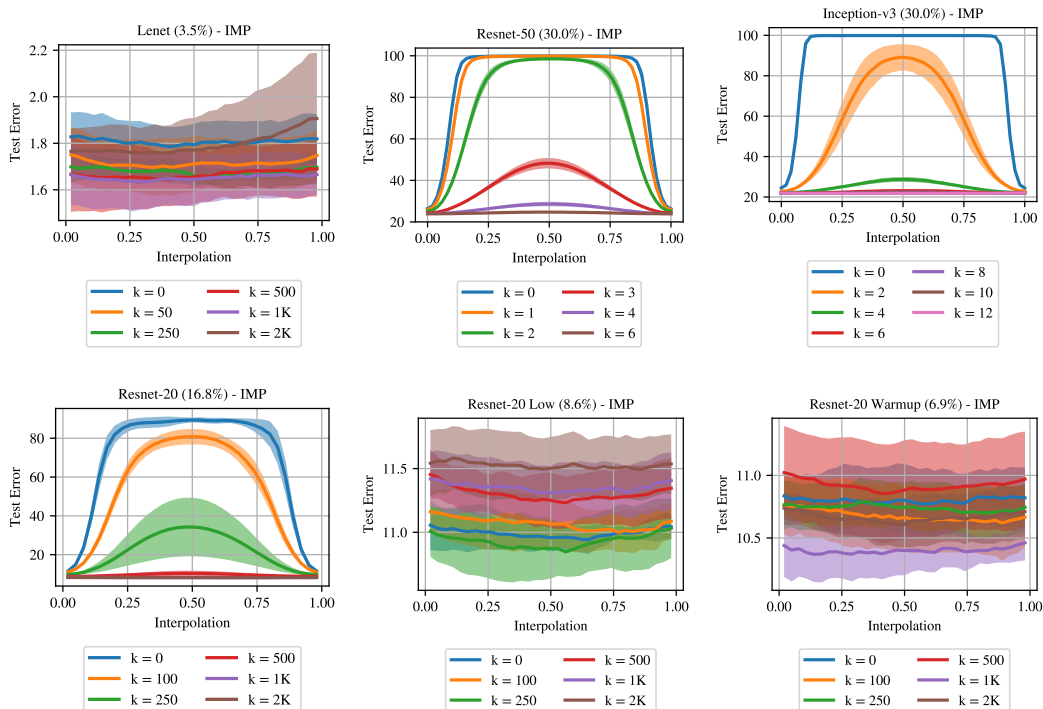 Lenet (3.5%) - IMP
2.2
2.0
1.8
1.6
Test Error
0.00 0.25 0.50 0.75 1.00
Interpolation
k = 0 k = 500
k = 50 k = 1K
k = 250 k = 2K
Resnet-50 (30.0%) - IMP
100
80
60
40
20
Test Error
0.00 0.25 0.50 0.75 1.00
Interpolation
k = 0 k = 3
k = 1 k = 4
k = 2 k = 6
Inception-v3 (30.0%) - IMP
100
80
60
40
20
Test Error
0.00 0.25 0.50 0.75 1.00
Interpolation
k = 0 k = 8
k = 2 k = 10
k = 4 k = 12
k = 6
Resnet-20 (16.8%) - IMP
80
60
40
20
Test Error
0.00 0.25 0.50 0.75 1.00
Interpolation
k = 0 k = 500
k = 100 k = 1K
k = 250 k = 2K
Resnet-20 Low (8.6%) - IMP
11.5
11.0
Test Error
0.00 0.25 0.50 0.75 1.00
Interpolation
k = 0 k = 500
k = 100 k = 1K
k = 250 k = 2K
Resnet-20 Warmup (6.9%) - IMP
11.0
10.5
Test Error
0.00 0.25 0.50 0.75 1.00
Interpolation
k = 0 k = 500
k = 100 k = 1K
k = 250 k = 2K